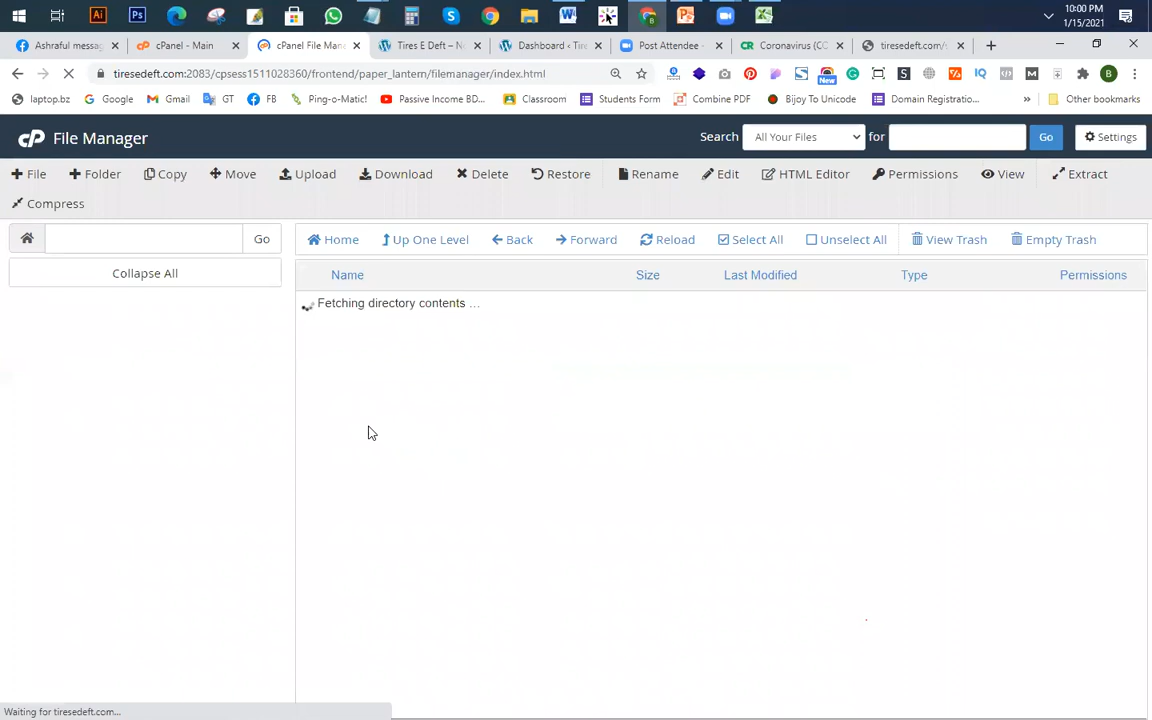 10:00 PM
1/15/2021
Ashraful messag
cPanel - Main
cPanel File Man
Tires E Deft – N
Dashboard ‹ Tire
Post Attendee -
Coronavirus (CO
tiresedeft.com/s
tiresedeft.com:2083/cpsess1511028360/frontend/paper_lantern/filemanager/index.html
laptop.bz
Google
Gmail
GT
FB
Ping-o-Matic!
Passive Income BD...
Classroom
Students Form
Combine PDF
Bijoy To Unicode
Domain Registratio...
»
Other bookmarks
cP File Manager
Search
All Your Files
for
Go
Settings
File
Folder
Copy
Move
Upload
Download
Delete
Restore
Rename
Edit
HTML Editor
Permissions
View
Extract
Compress
Go
Home
Up One Level
Back
Forward
Reload
Select All
Unselect All
View Trash
Empty Trash
Collapse All
Name
Size
Last Modified
Type
Permissions
Fetching directory contents ...
Waiting for tiresedeft.com...